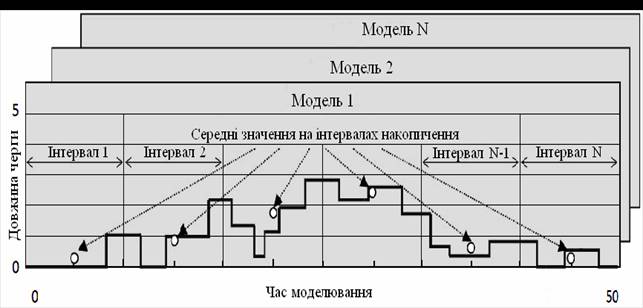 Модель N
Модель 2
Модель 1
5
Середні значення на інтервалах накопичення
Інтервал 1
Інтервал 2
Інтервал N-1
Інтервал N
Довжина черги
0
0
Час моделювання
50